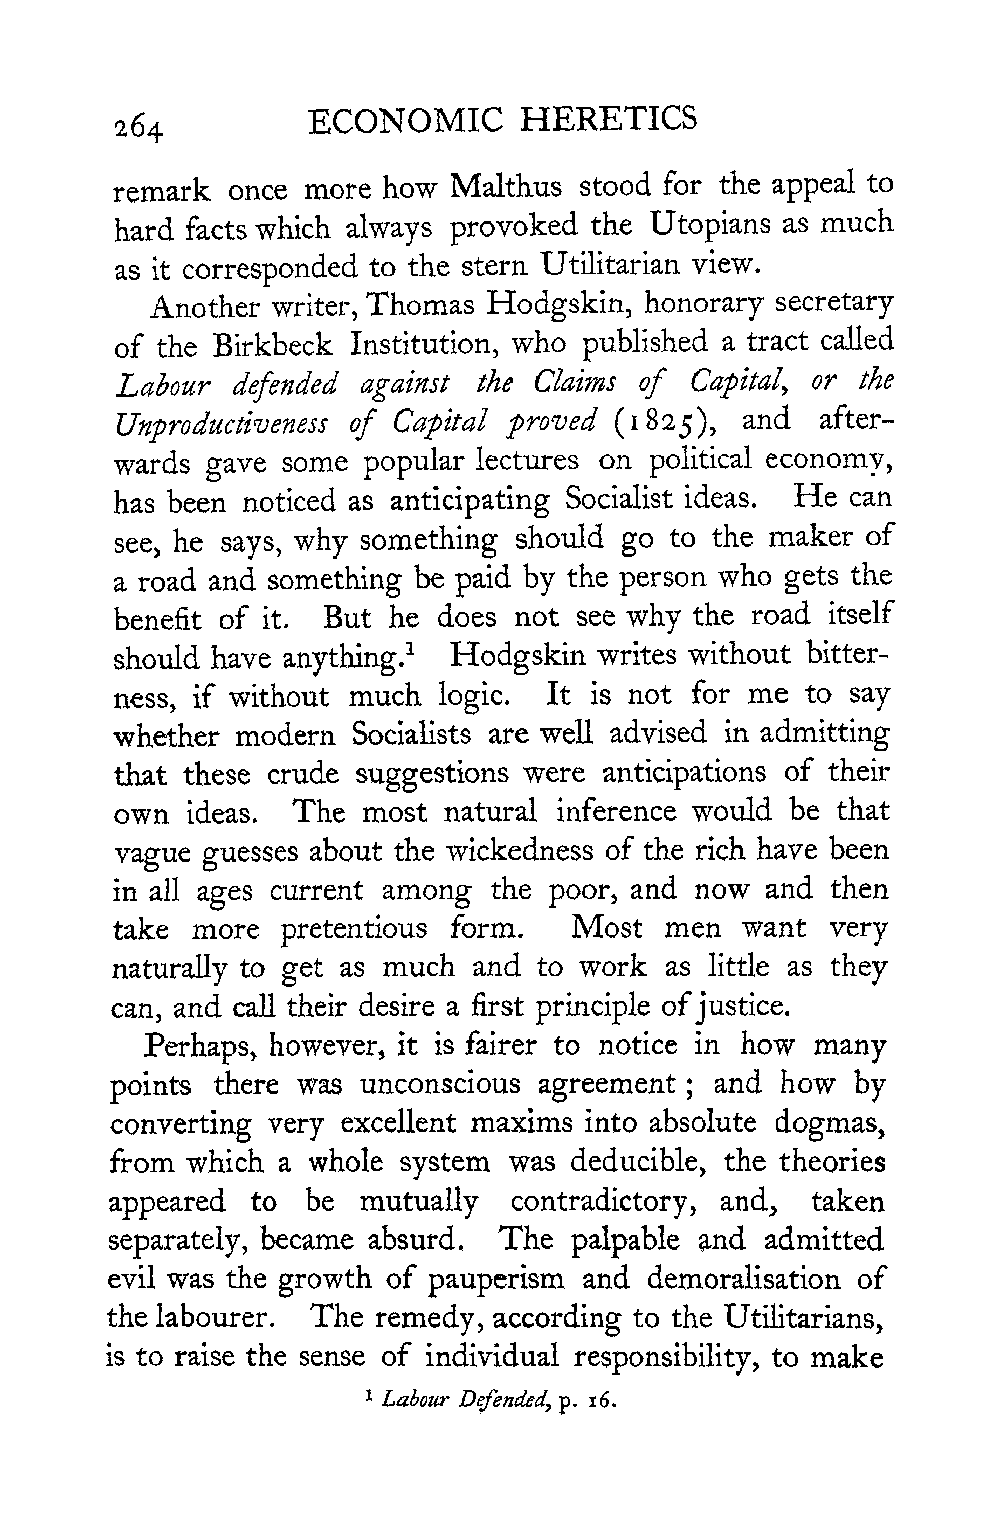 264 ECONOMIC HERETICS
remark once more how Malthus stood for the appeal to
hard facts which always provoked the Utopians as much
as it corresponded to the stern Utilitarian view.
Another writer, Thomas Hodgskin, honorary secretary
of the Birkbeck Institution, who published a tract called
Labour defended against the Claims of Capital, or the
Unproductiveness of Capital proved (1825), and after-
wards gave some popular lectures on political economy,
has been noticed as anticipating Socialist ideas. He can
see, he says, why something should go to the maker of
a road and something be paid by the person who gets the
benefit of it. But he does not see why the road itself
should have anything.¹ Hodgskin writes without bitter-
ness, if without much logic. It is not for me to say
whether modern Socialists are well advised in admitting
that these crude suggestions were anticipations of their
own ideas. The most natural inference would be that
vague guesses about the wickedness of the rich have been
in all ages current among the poor, and now and then
take more pretentious form. Most men want very
naturally to get as much and to work as little as they
can, and call their desire a first principle of justice.
Perhaps, however, it is fairer to notice in how many
points there was unconscious agreement ; and how by
converting very excellent maxims into absolute dogmas,
from which a whole system was deducible, the theories
appeared to be mutually contradictory, and, taken
separately, became absurd. The palpable and admitted
evil was the growth of pauperism and demoralisation of
the labourer. The remedy, according to the Utilitarians,
is to raise the sense of individual responsibility, to make
¹ Labour Defended, p. 16.